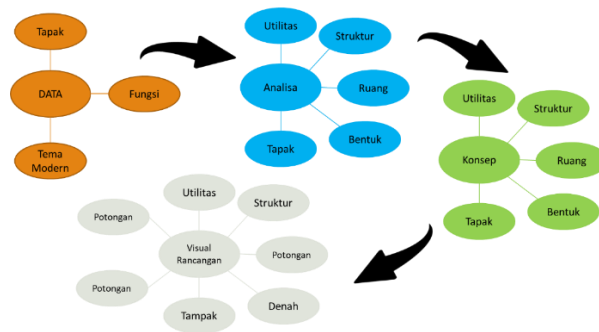 Tapak
DATA
Fungsi
Tema
Modern
Utilitas
Struktur
Analisa
Ruang
Tapak
Bentuk
Utilitas
Struktur
Konsep
Ruang
Tapak
Bentuk
Utilitas
Potongan
Struktur
Visual
Rancangan
Potongan
Potongan
Tampak
Denah